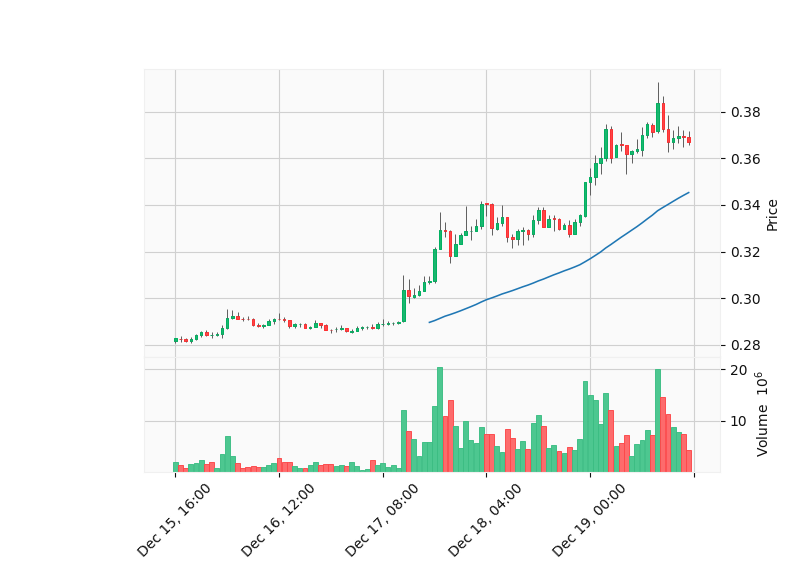 0.38
0.36
0.34
0.32
0.30
0.28
Price
20
10
Volume 10^6
Dec 15, 16:00
Dec 16, 12:00
Dec 17, 08:00
Dec 18, 04:00
Dec 19, 00:00